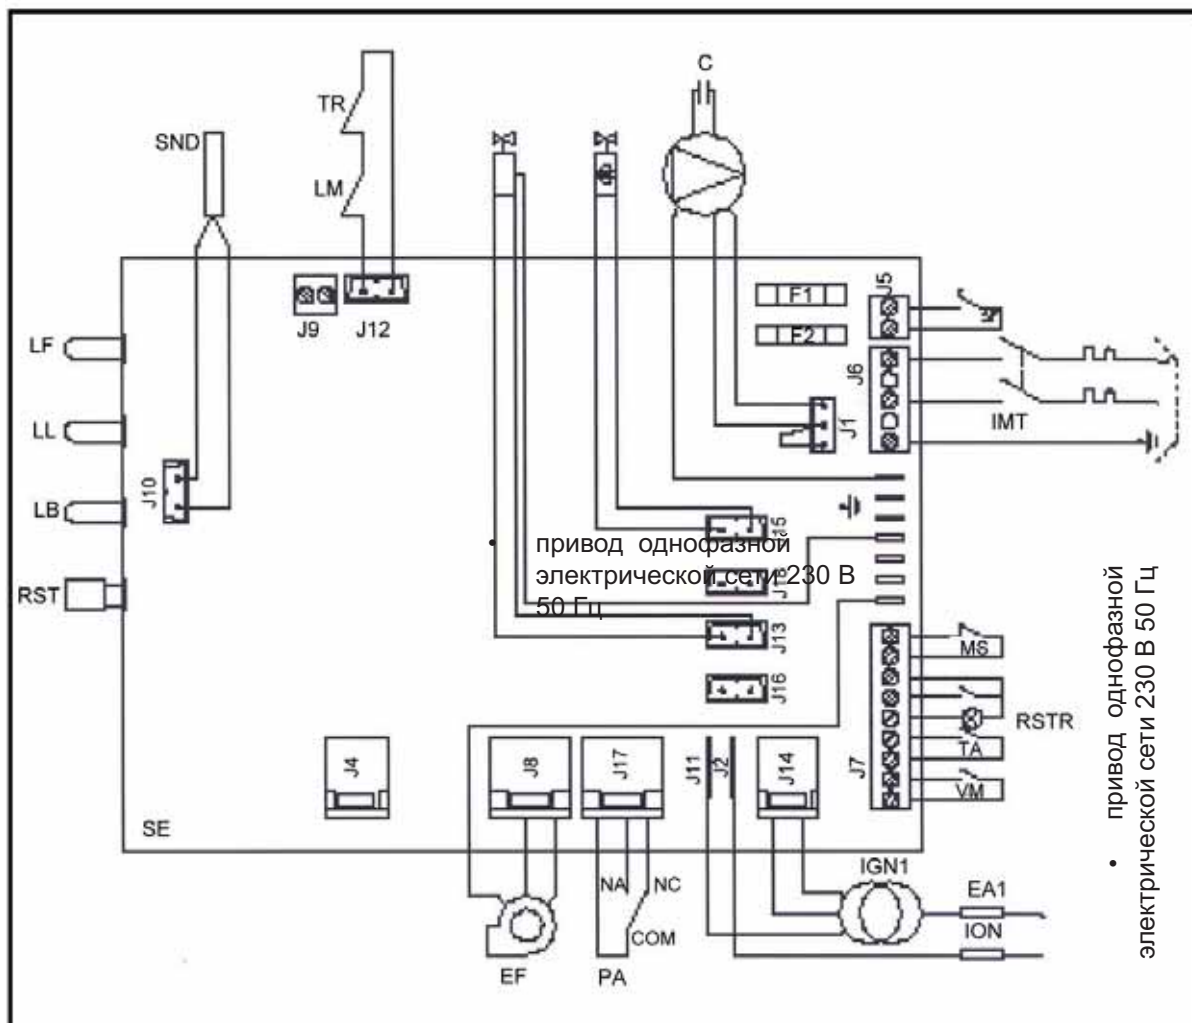 C
TR
SND
LM
J5
F1
J9
J12
F2
LF
J6
J1
IMT
LL
J10
LB
J15
• привод однофазной
электрической сети 230 В
50 Гц
RST
J13
MS
J16
RSTR
J4
J8
J17
J11
J2
J14
J7
TA
VM
SE
IGN1
NA
NC
EA1
COM
ION
EF
PA
• привод однофазной
электрической сети 230 В 50 Гц